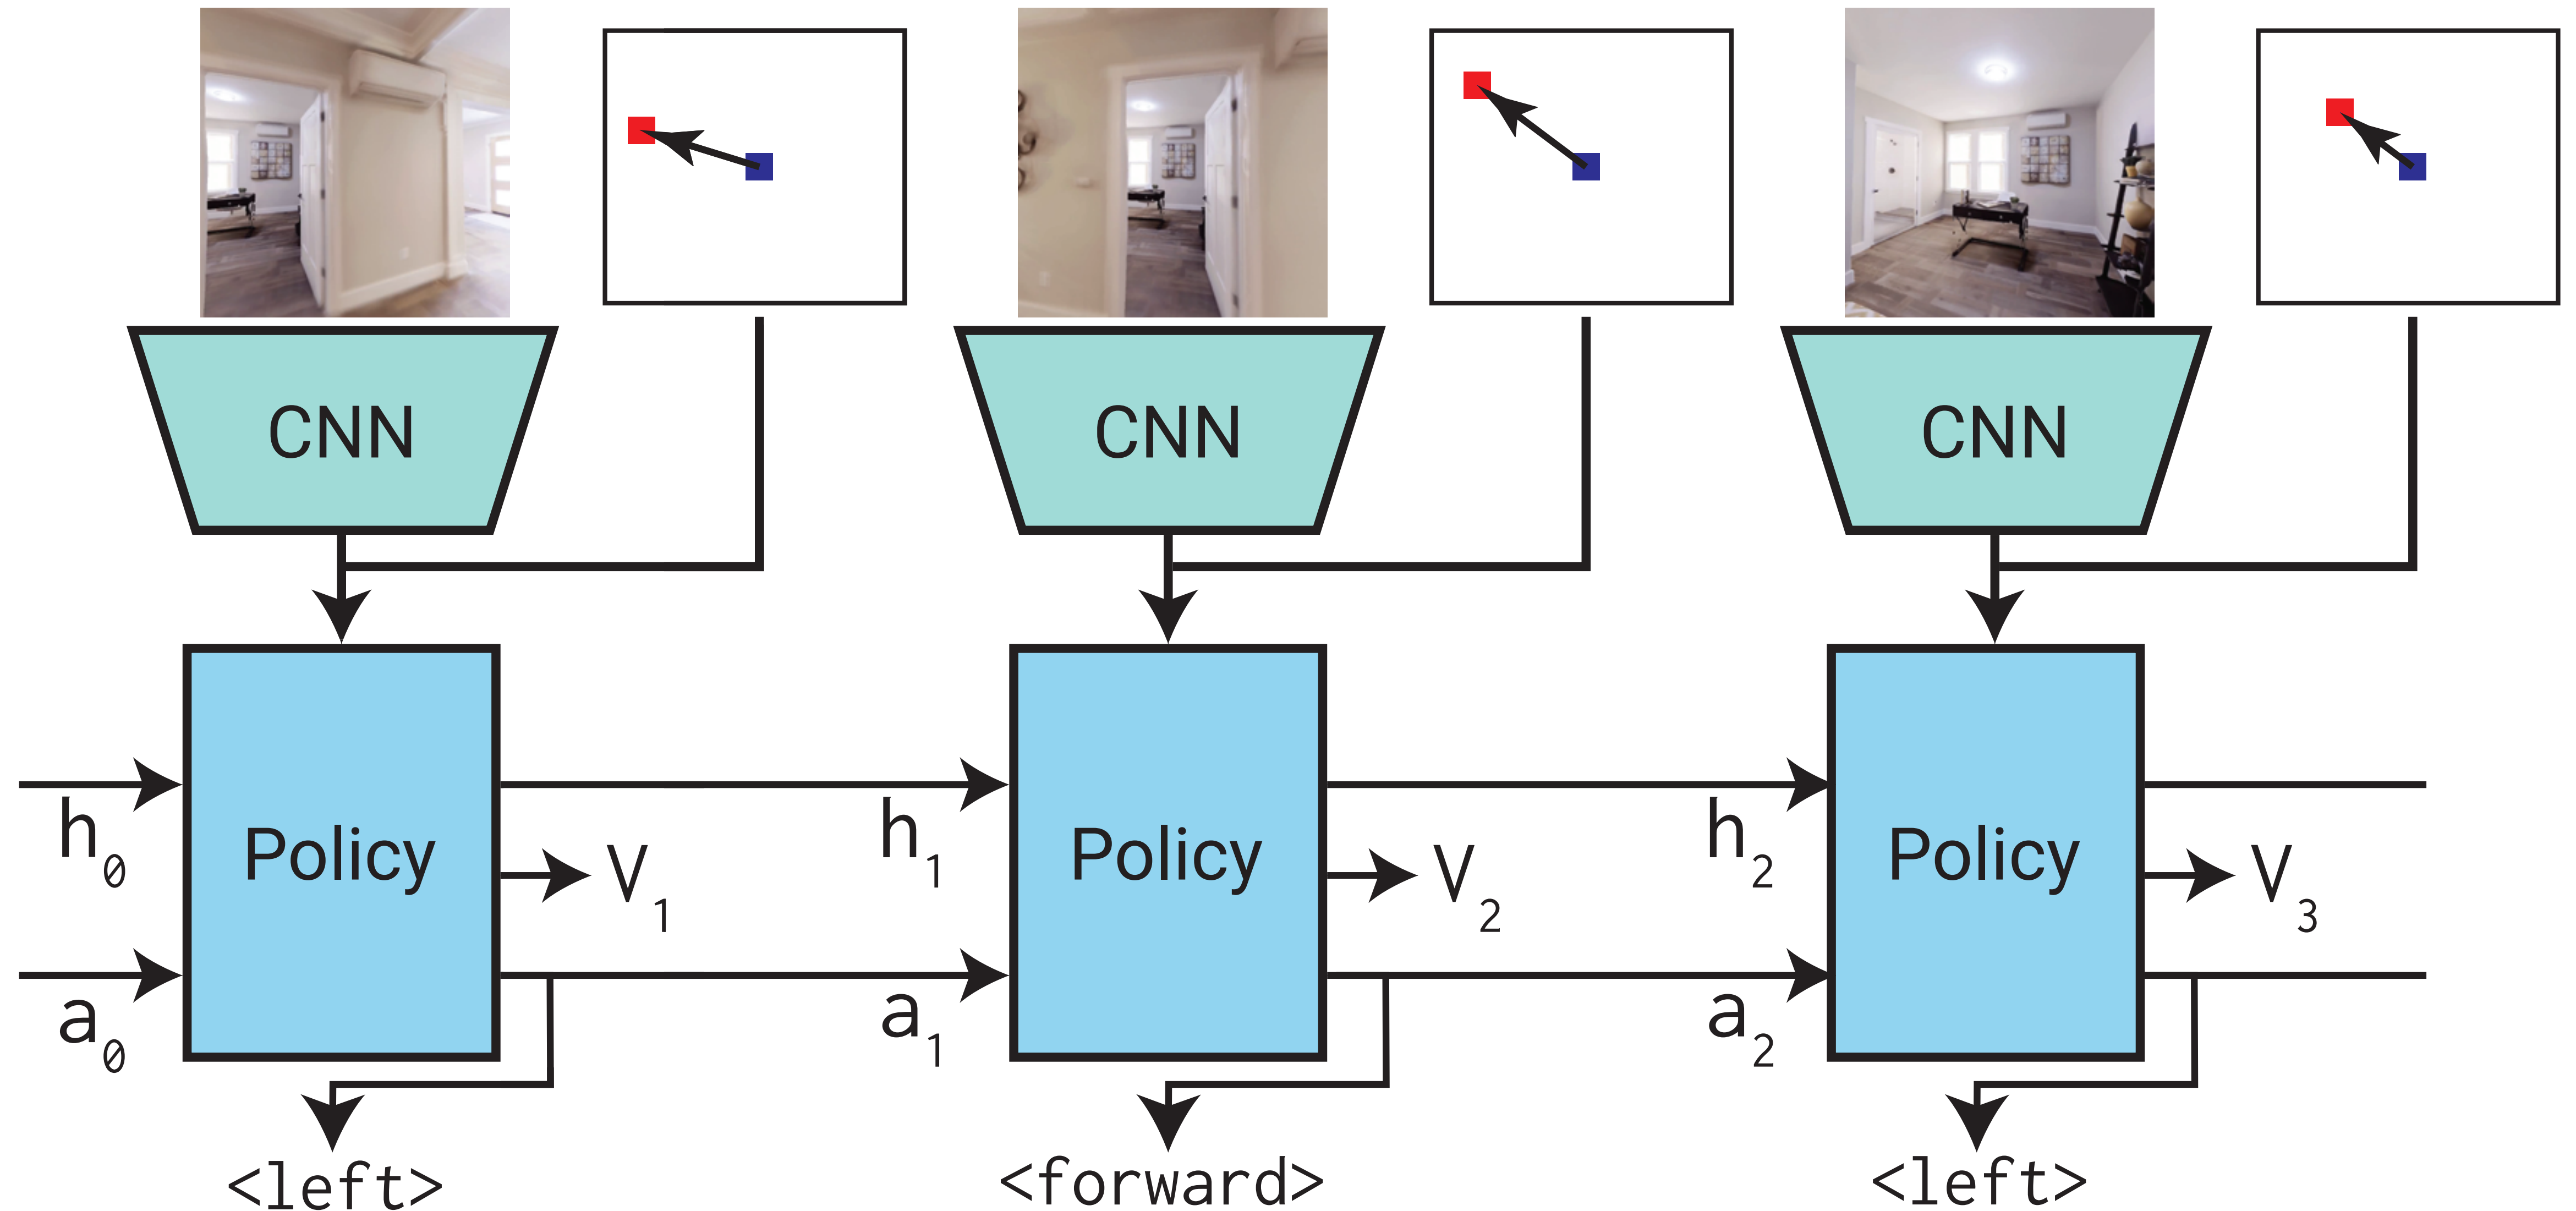 CNN
CNN
CNN
Policy
Policy
Policy
h₀
V₁
h₁
V₂
h₂
V₃
a₀
a₁
a₂
<left>
<forward>
<left>